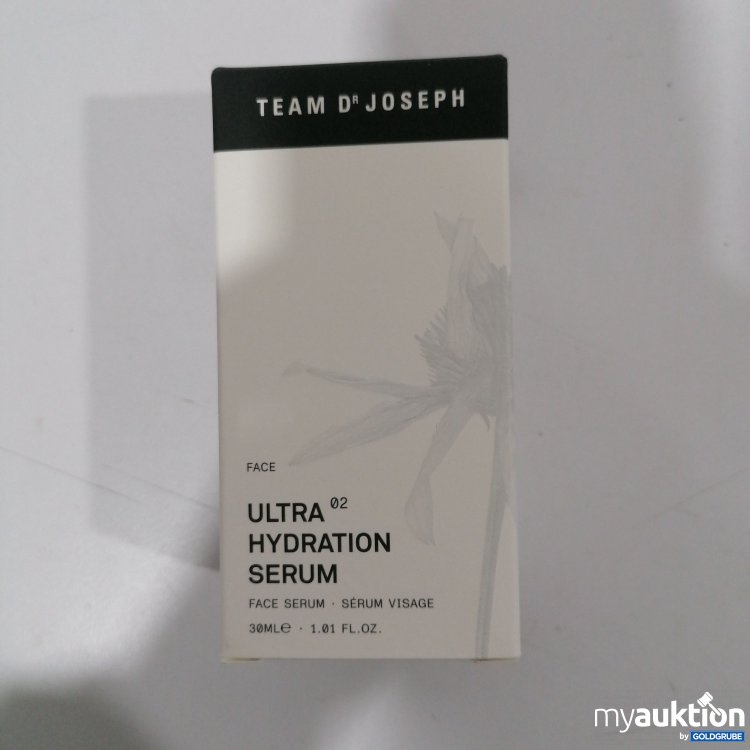 TEAM Dᴿ JOSEPH
FACE
ULTRA 02
HYDRATION
SERUM
FACE SERUM · SÉRUM VISAGE
30ML℮ · 1.01 FL.OZ.
myauktion
by GOLDGRUBE